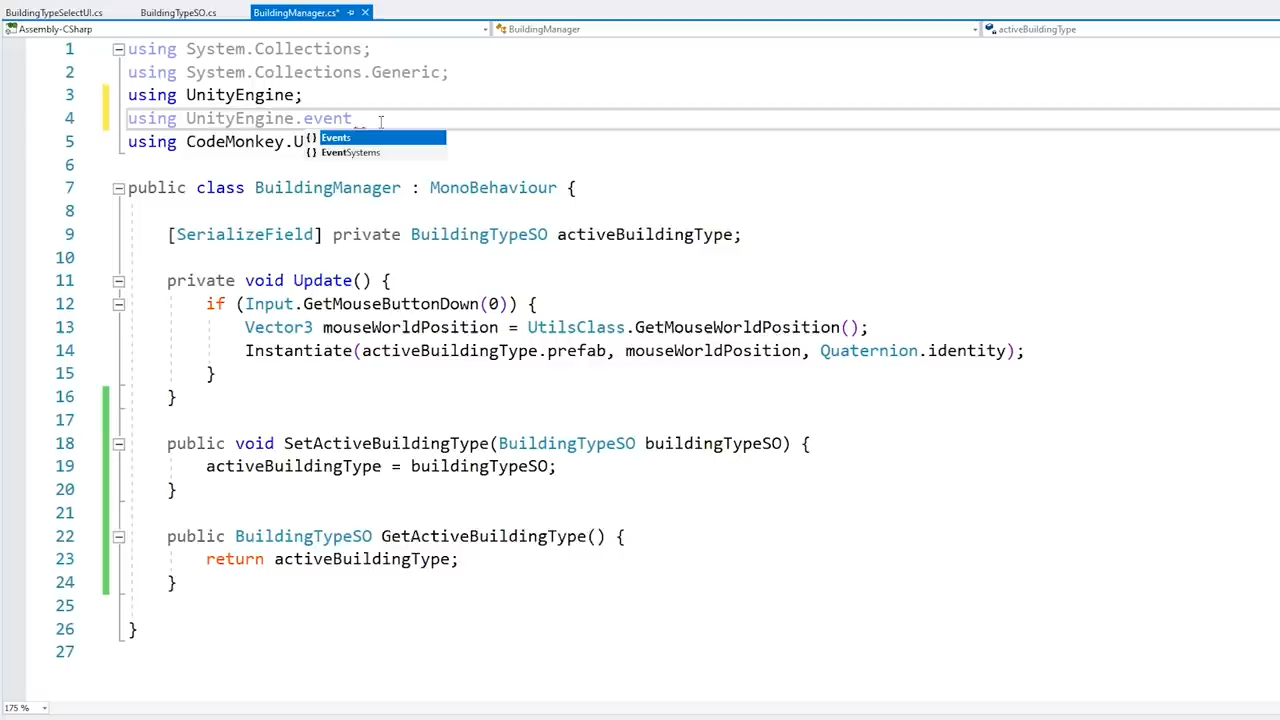 BuildingTypeSelectUI.cs BuildingTypeSO.cs BuildingManager.cs*
Assembly-CSharp BuildingManager activeBuildingType
1 using System.Collections;
2 using System.Collections.Generic;
3 using UnityEngine;
4 using UnityEngine.event
Events
5 using CodeMonkey.U
EventSystems
6
7 public class BuildingManager : MonoBehaviour {
8
9 [SerializeField] private BuildingTypeSO activeBuildingType;
10
11 private void Update() {
12 if (Input.GetMouseButtonDown(0)) {
13 Vector3 mouseWorldPosition = UtilsClass.GetMouseWorldPosition();
14 Instantiate(activeBuildingType.prefab, mouseWorldPosition, Quaternion.identity);
15 }
16 }
17
18 public void SetActiveBuildingType(BuildingTypeSO buildingTypeSO) {
19 activeBuildingType = buildingTypeSO;
20 }
21
22 public BuildingTypeSO GetActiveBuildingType() {
23 return activeBuildingType;
24 }
25
26 }
27
175 %